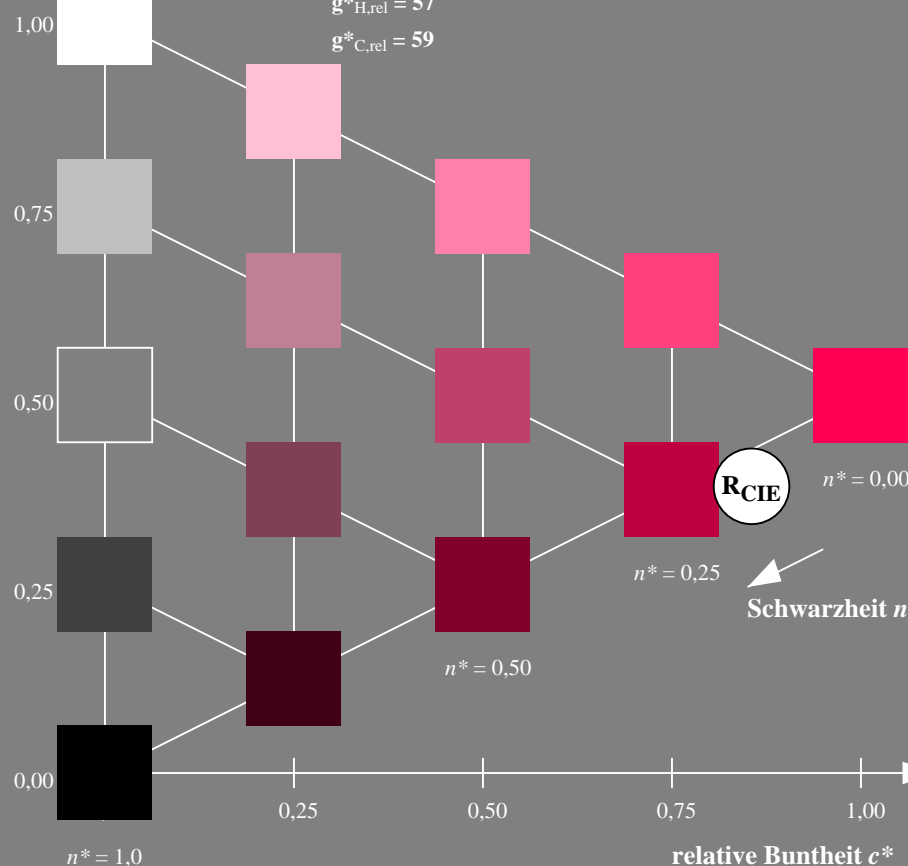 g*H,rel = 57
1,00
g*C,rel = 59
0,75
0,50
RCIE
n* = 0,00
n* = 0,25
0,25
Schwarzheit n
n* = 0,50
0,00
0,25
0,50
0,75
1,00
n* = 1,0
relative Buntheit c*